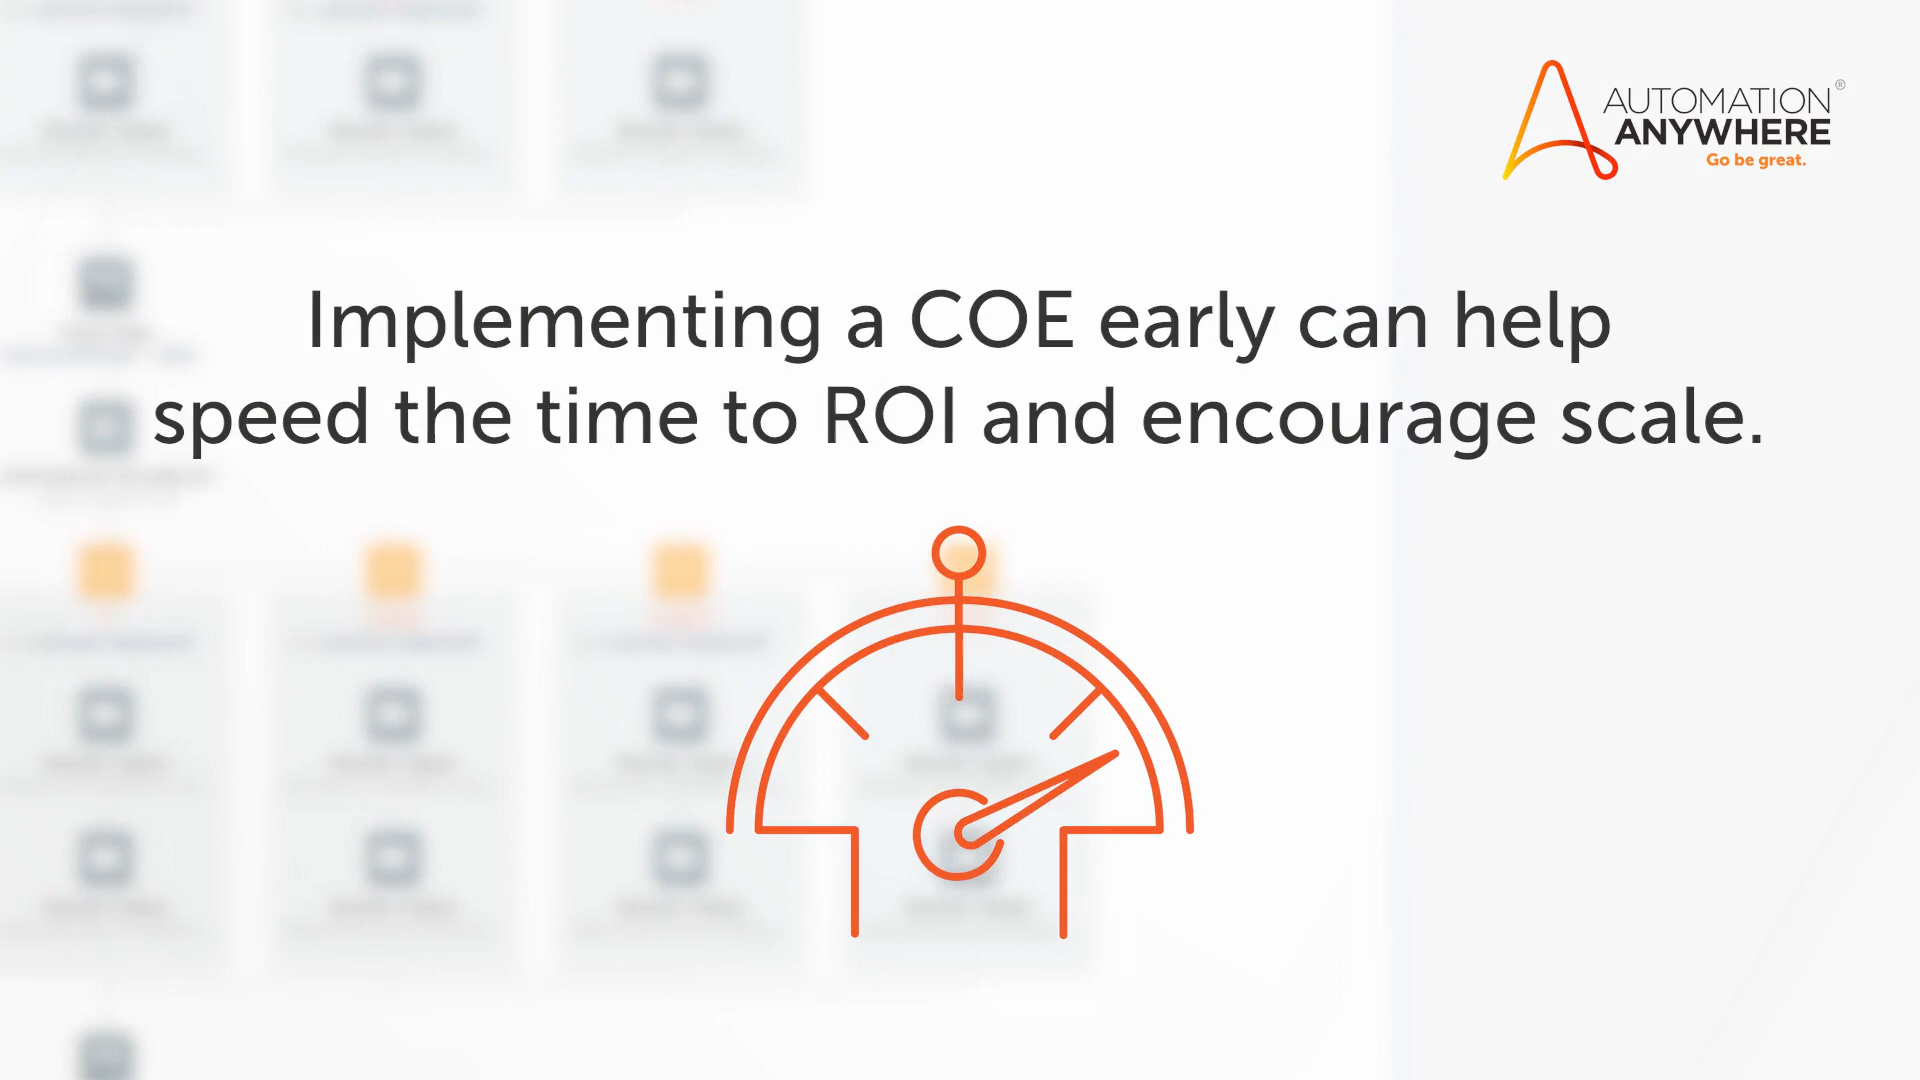 AUTOMATION®
ANYWHERE
Go be great.
Implementing a COE early can help
speed the time to ROI and encourage scale.